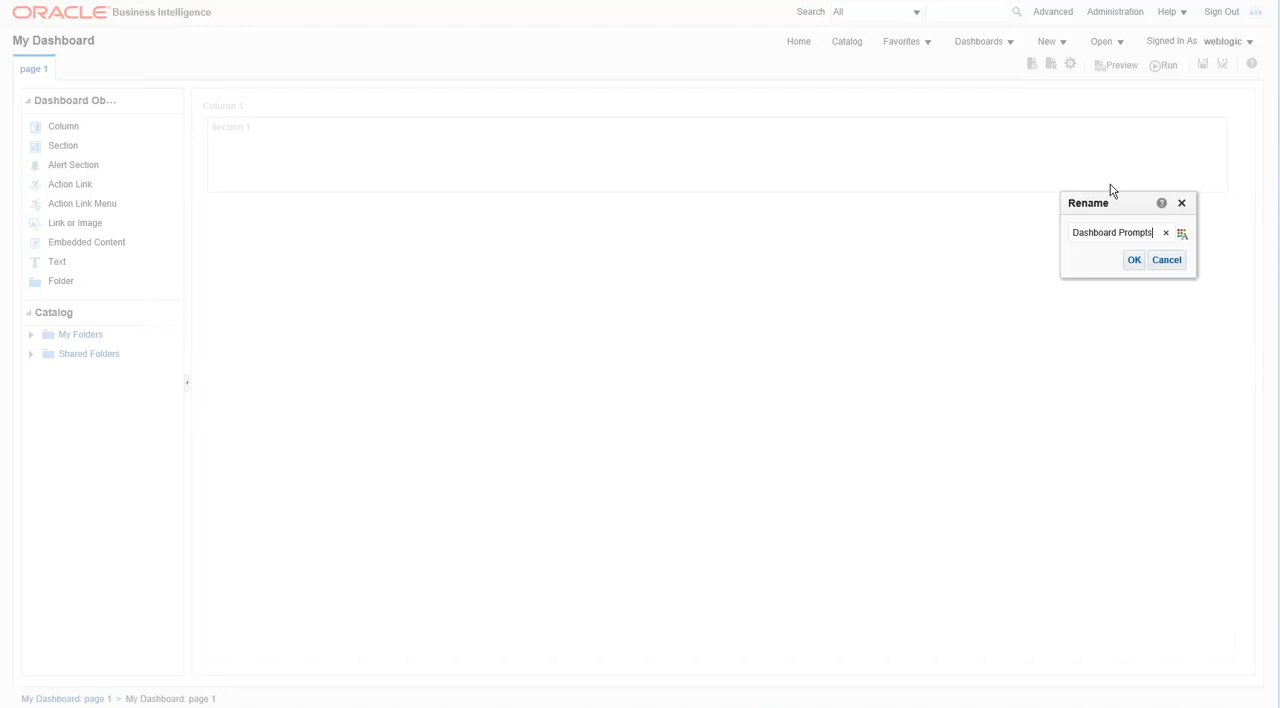 ORACLE Business Intelligence
Search All Advanced Administration Help Sign Out
My Dashboard
Home Catalog Favorites Dashboards New Open Signed In As weblogic
page 1
Preview Run
Dashboard Ob...
Column
Section
Alert Section
Action Link
Action Link Menu
Link or Image
Embedded Content
Text
Folder
Catalog
My Folders
Shared Folders
Column 1
Section 1
Rename
Dashboard Prompts
OK Cancel
My Dashboard: page 1 > My Dashboard: page 1